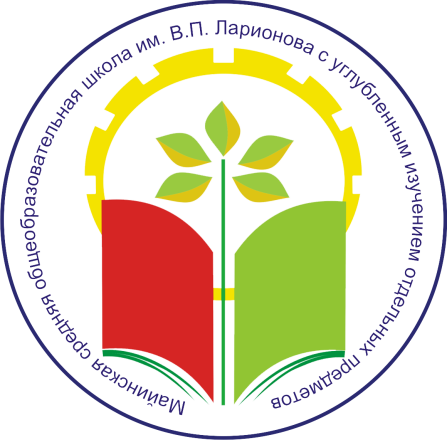 Майинская средняя общеобразовательная школа им. В.П. Ларионова с углубленным изучением отдельных предметов